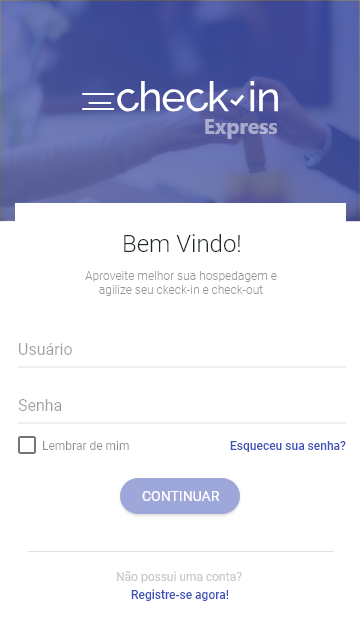 check-in
Express
Bem Vindo!
Aproveite melhor sua hospedagem e
agilize seu ckeck-in e check-out
Usuário
Senha
Lembrar de mim
Esqueceu sua senha?
CONTINUAR
Não possui uma conta?
Registre-se agora!